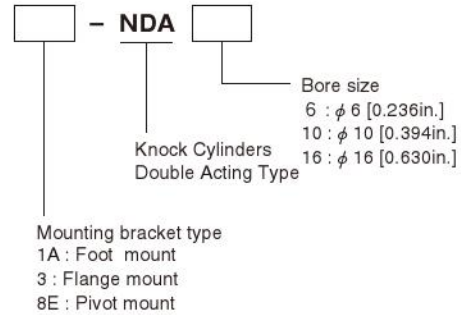 – NDA
Bore size
6 : ϕ 6 [0.236in.]
10 : ϕ 10 [0.394in.]
16 : ϕ 16 [0.630in.]
Knock Cylinders
Double Acting Type
Mounting bracket type
1A : Foot mount
3 : Flange mount
8E : Pivot mount